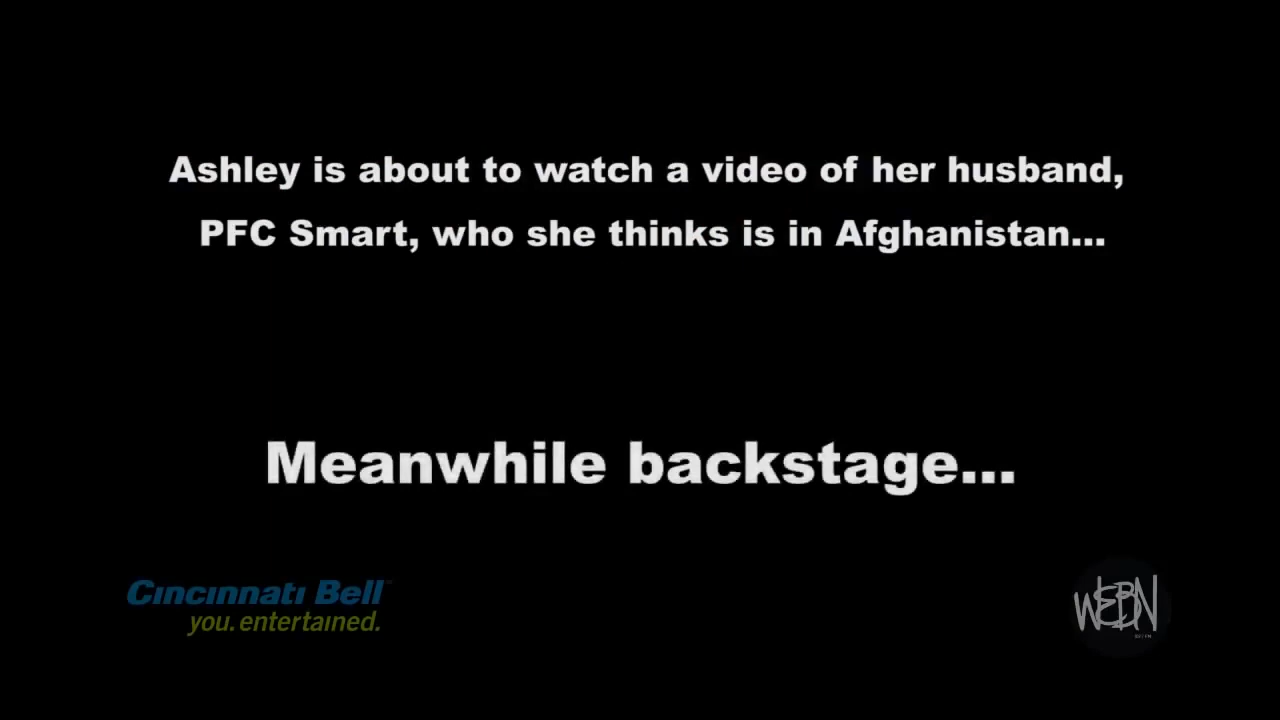 Ashley is about to watch a video of her husband,
PFC Smart, who she thinks is in Afghanistan...
Meanwhile backstage...
Cincinnati Bell
you. entertained.
WEBN